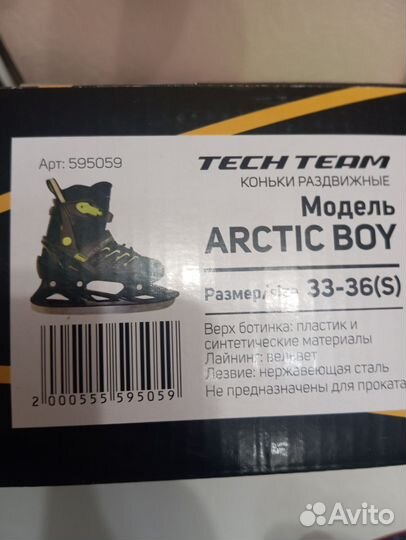 Арт: 595059
TECH TEAM
КОНЬКИ РАЗДВИЖНЫЕ
Модель
ARCTIC BOY
Размер/size 33-36(S)
Верх ботинка: пластик и
синтетические материалы
Лайнинг: вельвет
Лезвие: нержавеющая сталь
Не предназначены для проката
2 000555 595059
Avito